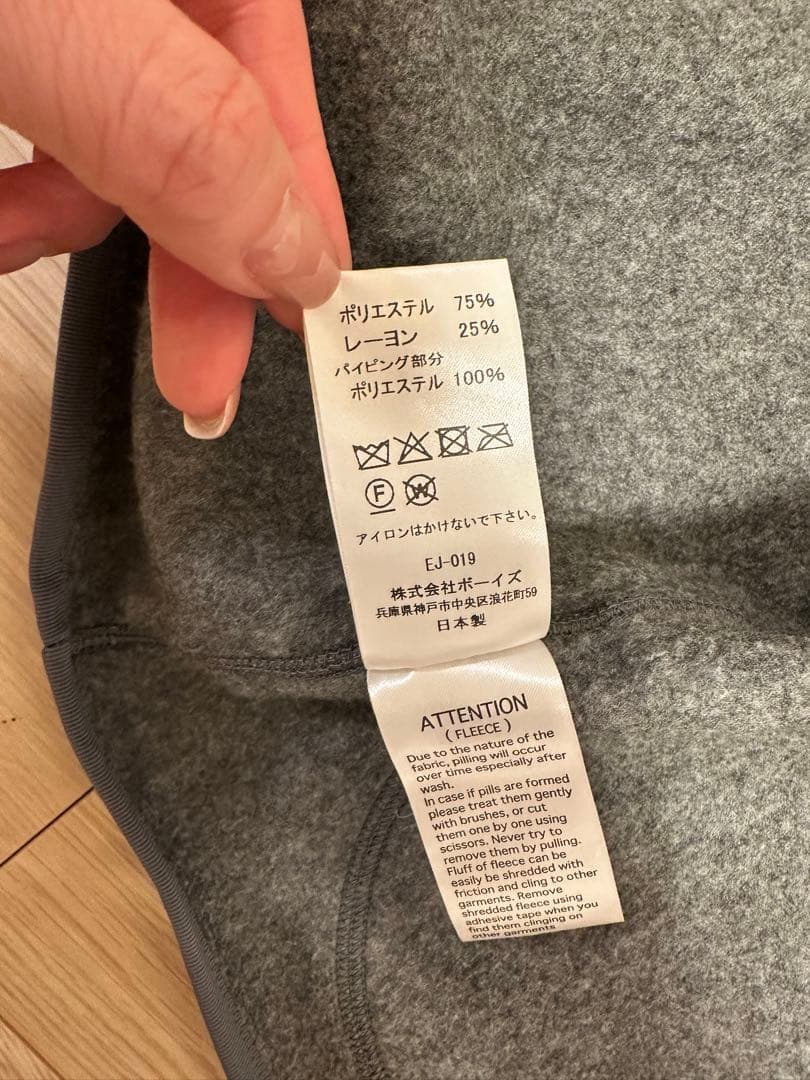 ポリエステル 75%
レーヨン 25%
パイピング部分
ポリエステル 100%
F W
アイロンはかけないで下さい。
EJ-019
株式会社ボーイズ
兵庫県神戸市中央区浪花町59
日本製
ATTENTION
( FLEECE )
Due to the nature of the
fabric, pilling will occur
over time especially after
wash.
In case if pills are formed
please treat them gently
with brushes, or cut
them one by one using
scissors. Never try to
remove them by pulling.
Fluff of fleece can be
easily be shredded with
friction and cling to other
garments. Remove
shredded fleece using
adhesive tape when you
find them clinging on
other garments